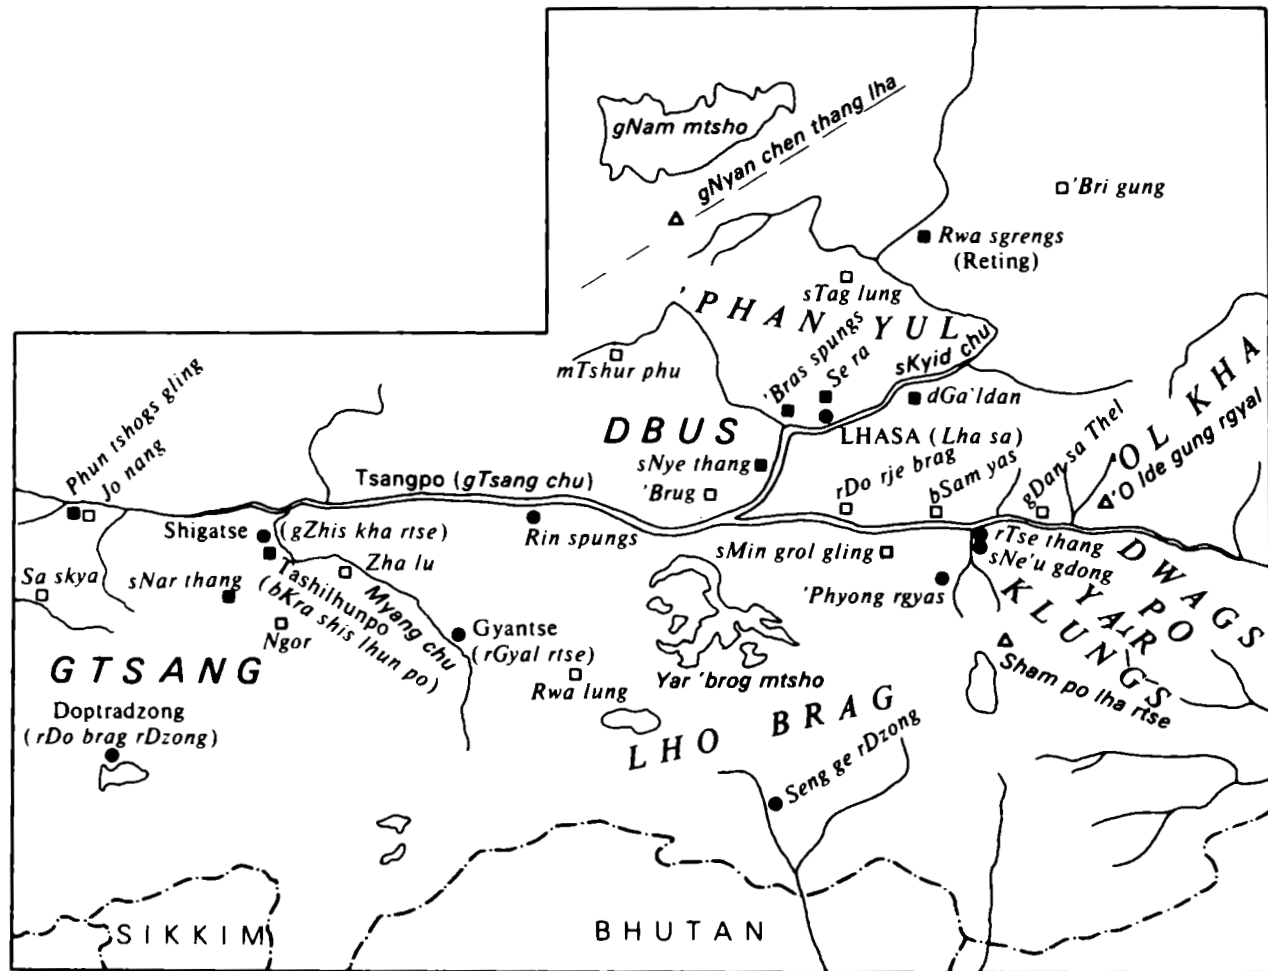 gNam mtsho
gNyan chen thang lha
'Bri gung
Rwa sgrengs
(Reting)
sTag lung
'PHAN YUL
sKyid chu
mTshur phu
'Bras spungs
Se ra
dGa'ldan
DBUS
LHASA (Lha sa)
'OL KHA
'O lde gung rgyal
gDan sa Thel
sNye thang
rDo rje brag
bSam yas
'Brug
Phun tshogs gling
Jo nang
Tsangpo (gTsang chu)
Shigatse
(gZhis kha rtse)
Rin spungs
sMin grol gling
rTse thang
sNe'u gdong
DWAGS PO
YAR KLUNGS
Sa skya
sNar thang
Tashilhunpo
(bKra shis lhun po)
Zha lu
Myang chu
'Phyong rgyas
Ngor
Gyantse
(rGyal rtse)
Rwa lung
Yar 'brog mtsho
Sham po lha rtse
GTSANG
LHO BRAG
Doptradzong
(rDo brag rDzong)
Seng ge rDzong
SIKKIM
BHUTAN